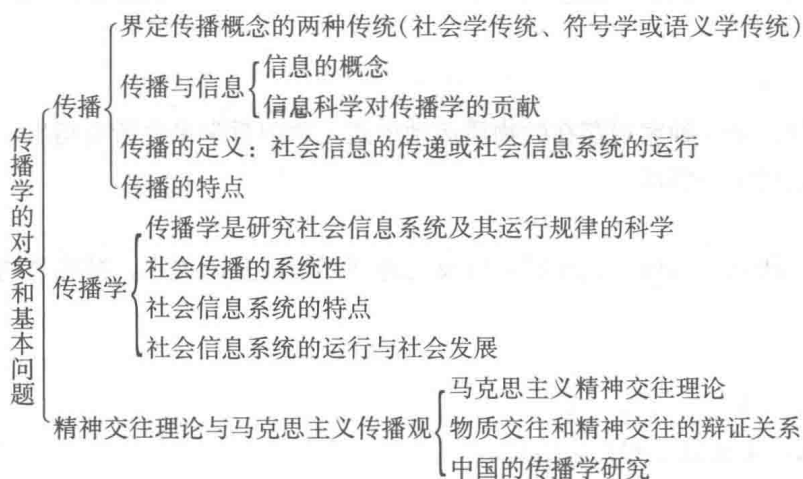 传播学的对象和基本问题
传播
界定传播概念的两种传统(社会学传统、符号学或语义学传统)
传播与信息
信息的概念
信息科学对传播学的贡献
传播的定义：社会信息的传递或社会信息系统的运行
传播的特点
传播学
传播学是研究社会信息系统及其运行规律的科学
社会传播的系统性
社会信息系统的特点
社会信息系统的运行与社会发展
精神交往理论与马克思主义传播观
马克思主义精神交往理论
物质交往和精神交往的辩证关系
中国的传播学研究